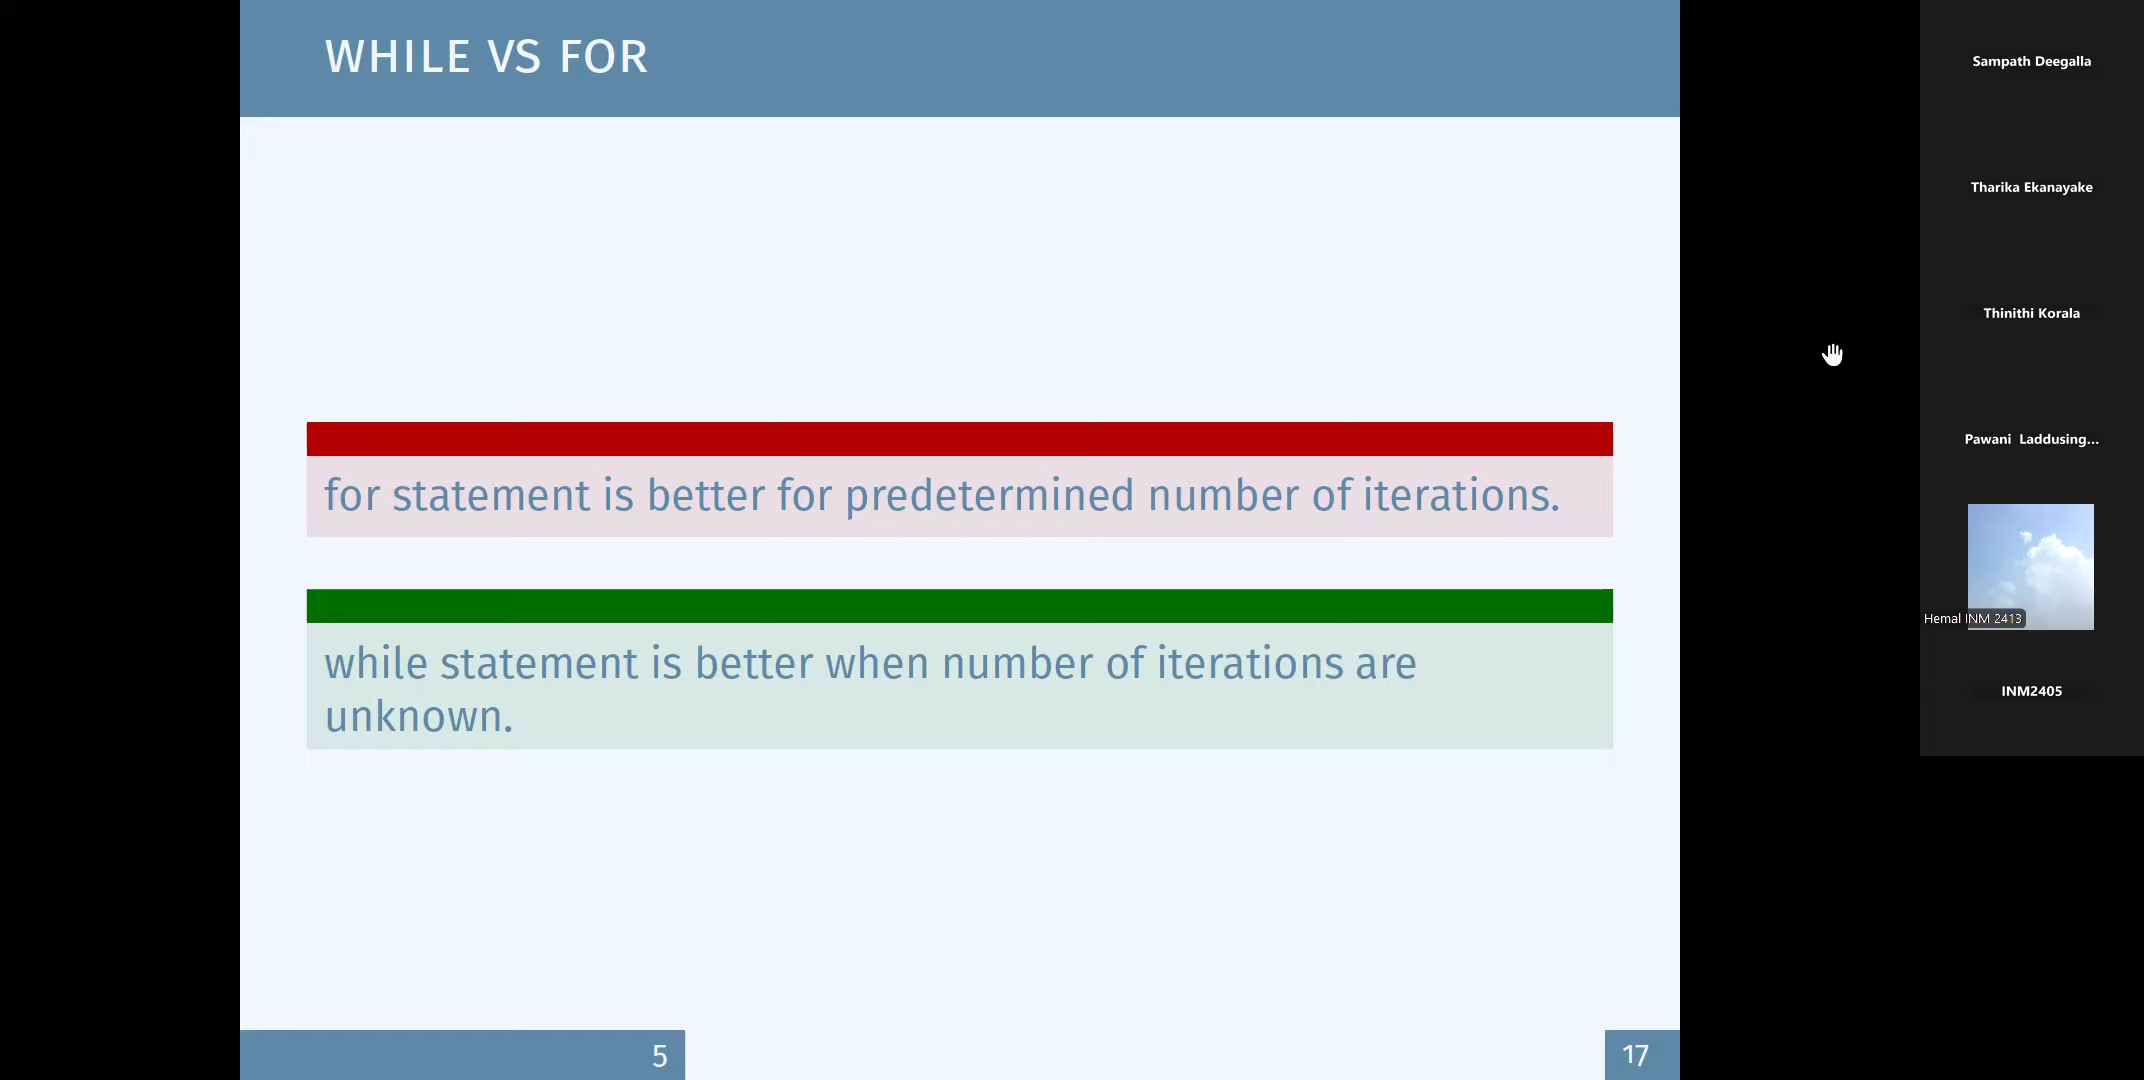 WHILE VS FOR
for statement is better for predetermined number of iterations.
while statement is better when number of iterations are
unknown.
5
17
Sampath Deegalla
Tharika Ekanayake
Thinithi Korala
Pawani Laddusing...
Hemal INM 2413
INM2405